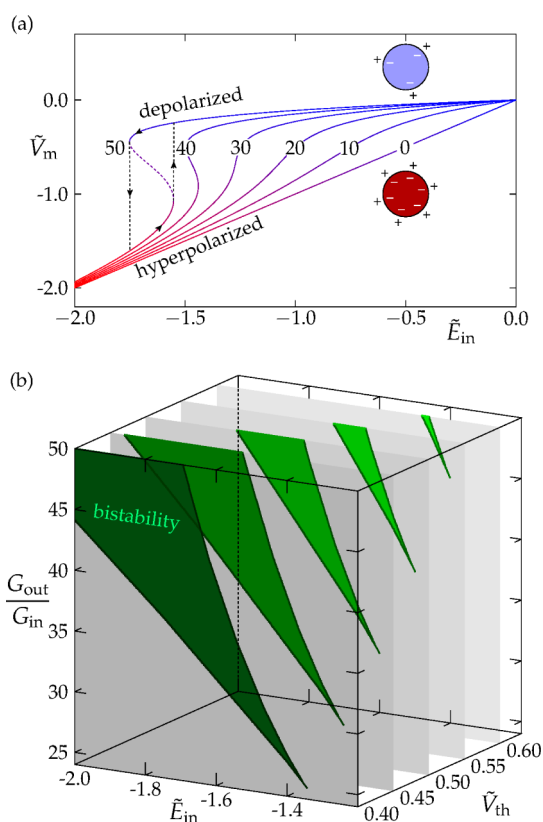 (a)
depolarized
0.0
Ṽm
50 40 30 20 10 0
-1.0
hyperpolarized
-2.0
−2.0 −1.5 −1.0 −0.5 0.0
Ẽin
(b)
50
bistability
45
40
Gout
Gin
35
30
25
-2.0 -1.8 -1.6 -1.4
Ẽin
0.40 0.45 0.50 0.55 0.60
Ṽth